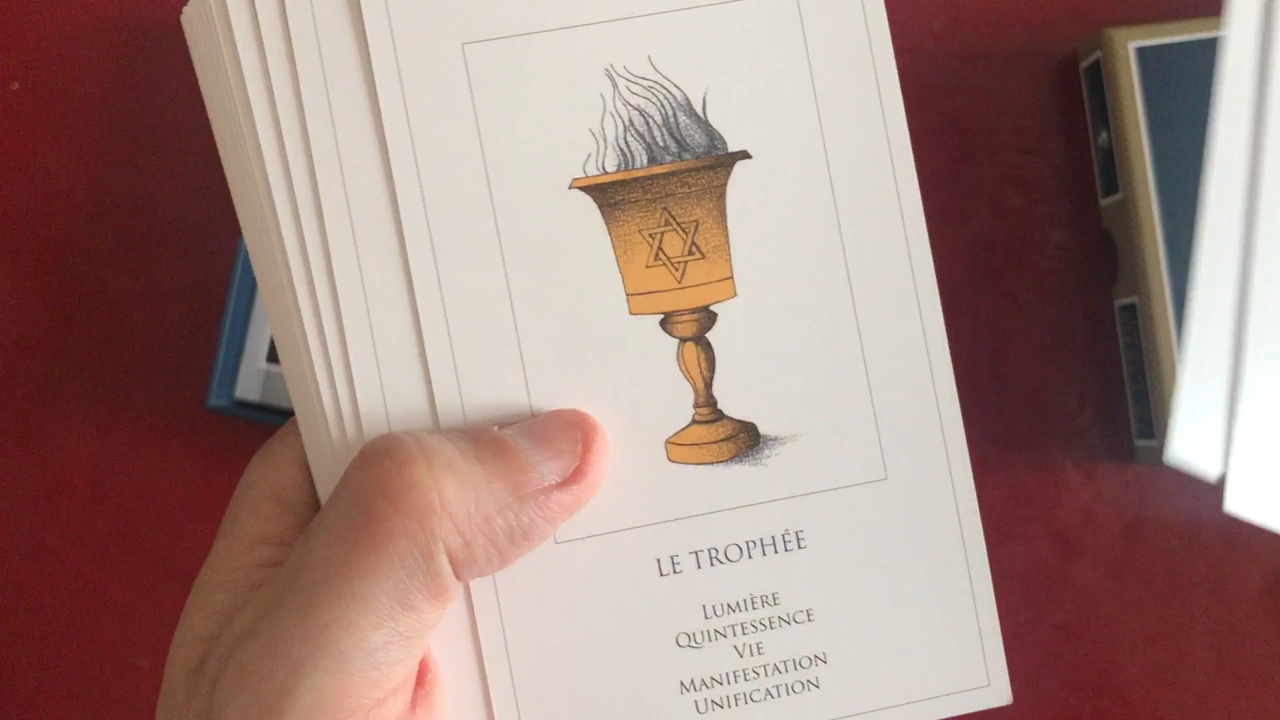 LE TROPHÉE
LUMIÈRE
QUINTESSENCE
VIE
MANIFESTATION
UNIFICATION